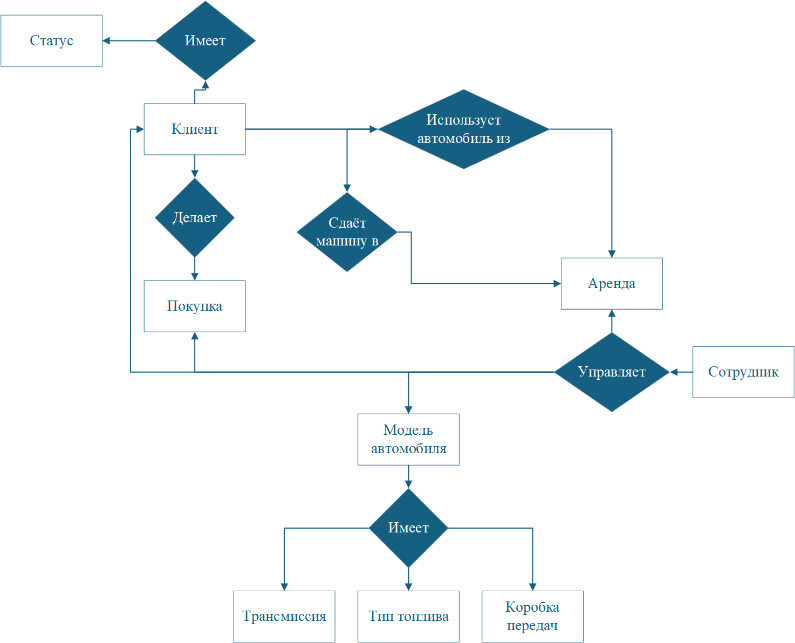 Статус
Имеет
Клиент
Использует
автомобиль из
Делает
Сдаёт
машину в
Покупка
Аренда
Управляет
Сотрудник
Модель
автомобиля
Имеет
Трансмиссия
Тип топлива
Коробка
передач